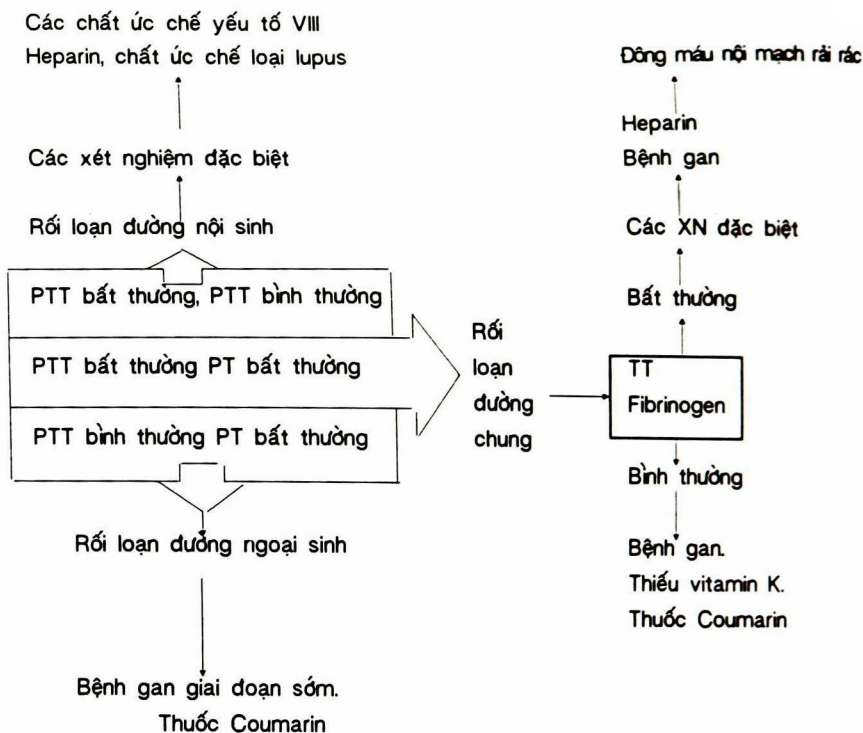 Các chất ức chế yếu tố VIII
Heparin, chất ức chế loại lupus
Các xét nghiệm đặc biệt
Rối loạn đường nội sinh
PTT bất thường, PTT bình thường
PTT bất thường PT bất thường
PTT bình thường PT bất thường
Rối loạn đường ngoại sinh
Bệnh gan giai đoạn sớm.
Thuốc Coumarin
Rối
loạn
đường
chung
Đông máu nội mạch rải rác
Heparin
Bệnh gan
Các XN đặc biệt
Bất thường
TT
Fibrinogen
Bình thường
Bệnh gan.
Thiếu vitamin K.
Thuốc Coumarin